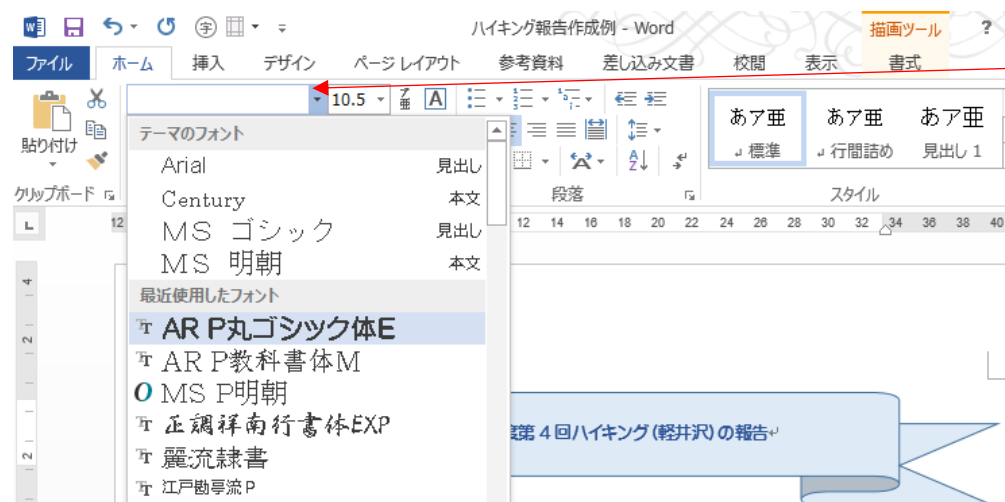 ハイキング報告作成例 - Word
描画ツール
?
ファイル ホーム 挿入 デザイン ページ レイアウト 参考資料 差し込み文書 校閲 表示 書式
10.5
貼り付け
クリップボード
段落
あア亜 あア亜 あア亜
標準 行間詰め 見出し 1
スタイル
12 12 14 16 18 20 22 24 26 28 30 32 34 36 38 40
4
2
2
テーマのフォント
Arial 見出し
Century 本文
MS ゴシック 見出し
MS 明朝 本文
最近使用したフォント
AR P丸ゴシック体E
AR P教科書体M
MS P明朝
正調祥南行書体EXP
麗流隷書
江戸勘亭流P
第4回ハイキング(軽井沢)の報告